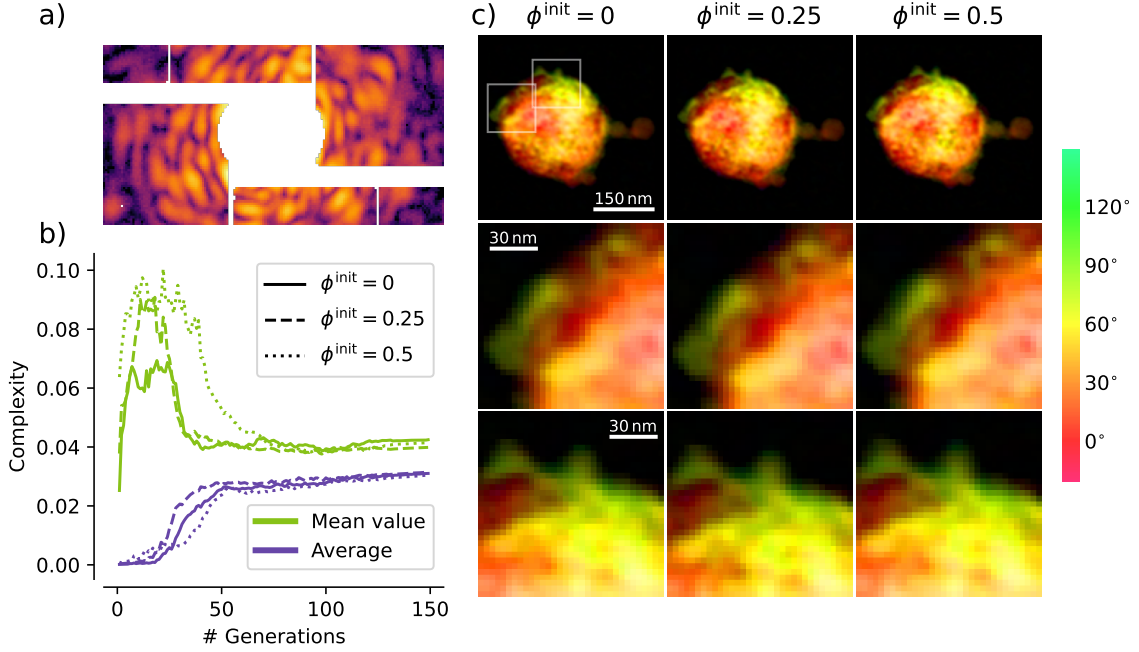 a)
b)
0.10
0.08
0.06
0.04
0.02
0.00
Complexity
0
50
100
150
# Generations
ϕ^init = 0
ϕ^init = 0.25
ϕ^init = 0.5
Mean value
Average
c)
ϕ^init = 0
ϕ^init = 0.25
ϕ^init = 0.5
150 nm
30 nm
30 nm
120°
90°
60°
30°
0°